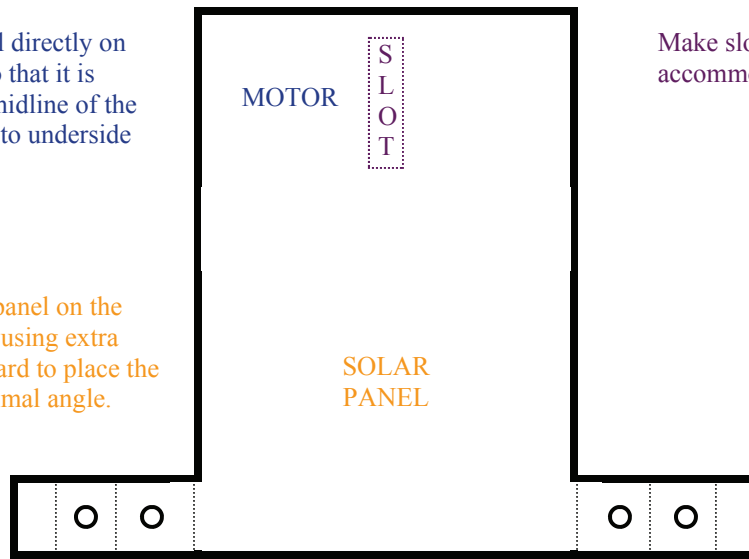 l directly on
that it is
midline of the
to underside
MOTOR
S
L
O
T
Make slo
accomm
panel on the
using extra
ard to place the
mal angle.
SOLAR
PANEL